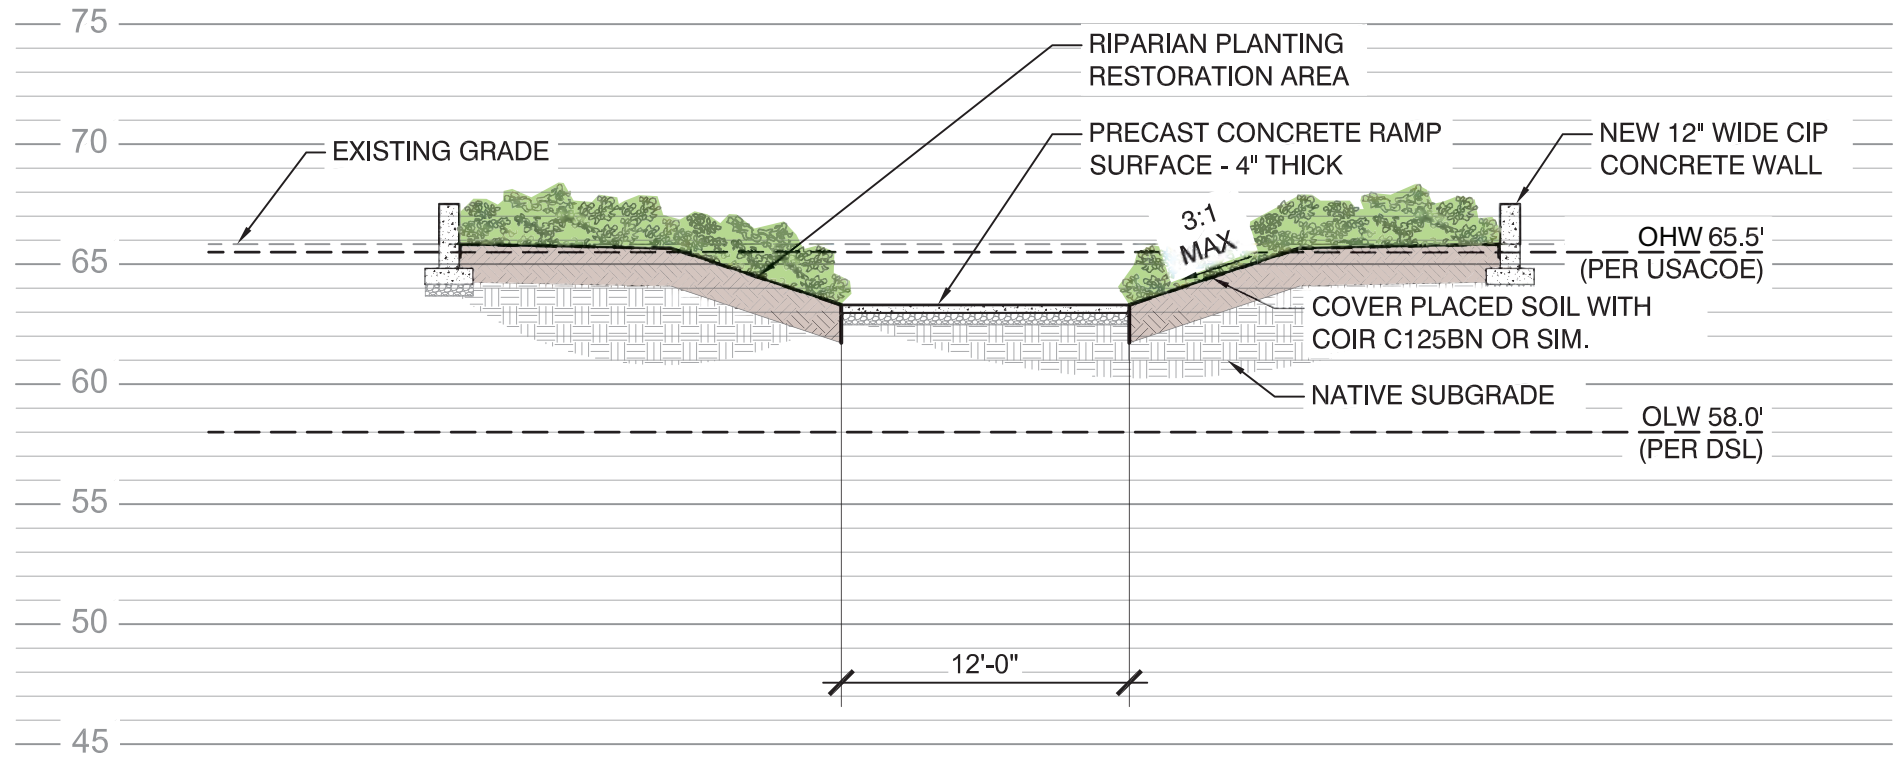 75
RIPARIAN PLANTING
RESTORATION AREA
70
EXISTING GRADE
PRECAST CONCRETE RAMP
SURFACE - 4" THICK
NEW 12" WIDE CIP
CONCRETE WALL
3:1
MAX
65
OHW 65.5'
(PER USACOE)
COVER PLACED SOIL WITH
COIR C125BN OR SIM.
60
NATIVE SUBGRADE
OLW 58.0'
(PER DSL)
55
50
12'-0"
45